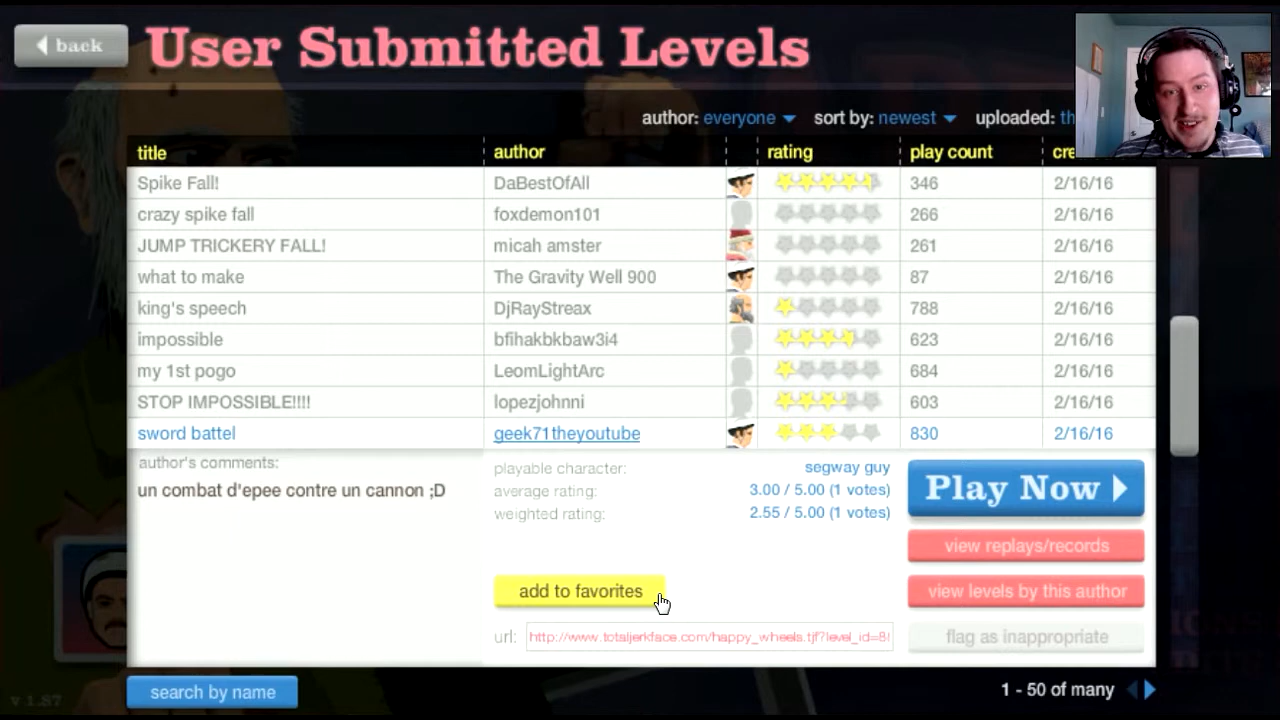 back
User Submitted Levels
author: everyone sort by: newest uploaded: th
title author rating play count cre
Spike Fall! DaBestOfAll 346 2/16/16
crazy spike fall foxdemon101 266 2/16/16
JUMP TRICKERY FALL! micah amster 261 2/16/16
what to make The Gravity Well 900 87 2/16/16
king's speech DjRayStreax 788 2/16/16
impossible bfihakbkbaw3i4 623 2/16/16
my 1st pogo LeomLightArc 684 2/16/16
STOP IMPOSSIBLE!!!! lopezjohnni 603 2/16/16
sword battel geek71theyoutube 830 2/16/16
author's comments:
un combat d'epee contre un cannon ;D
playable character: segway guy
average rating: 3.00 / 5.00 (1 votes)
weighted rating: 2.55 / 5.00 (1 votes)
add to favorites
url: http://www.totaljerkface.com/happy_wheels.tjf?level_id=8
Play Now
view replays/records
view levels by this author
flag as inappropriate
v 1.87
search by name
1 - 50 of many